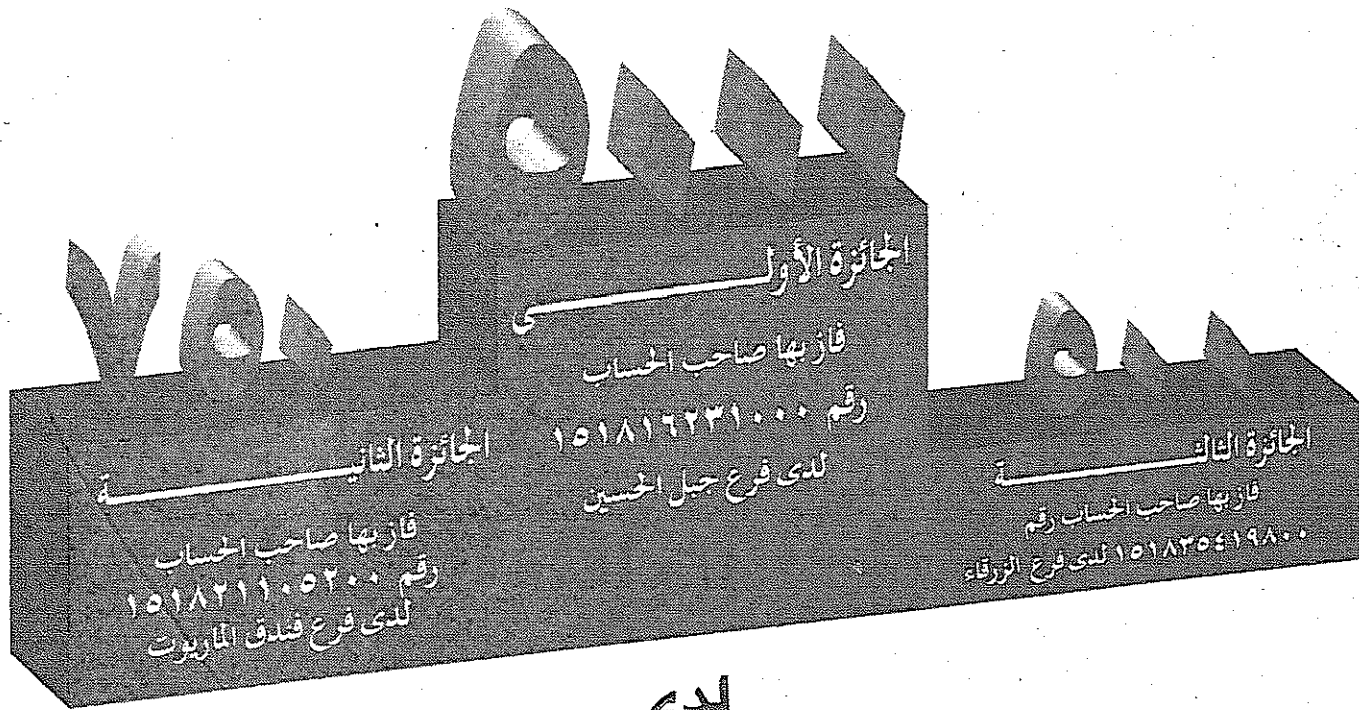 ٥٠٠٠
الجائزة الأولى
فاز بها صاحب الحساب
رقم ١٥١٨١٦٢٣١٠٠٠
لدى فرع جبل الحسين
٧٥٠
الجائزة الثانية
فاز بها صاحب الحساب
رقم ١٥١٨٢١١٠٥٢٠٠
لدى فرع فندق الماريوت
٥٠٠
الجائزة الثالثة
فاز بها صاحب الحساب رقم
١٥١٨٣٥٤١٩٨٠٠ لدى فرع الزرقاء
لدى